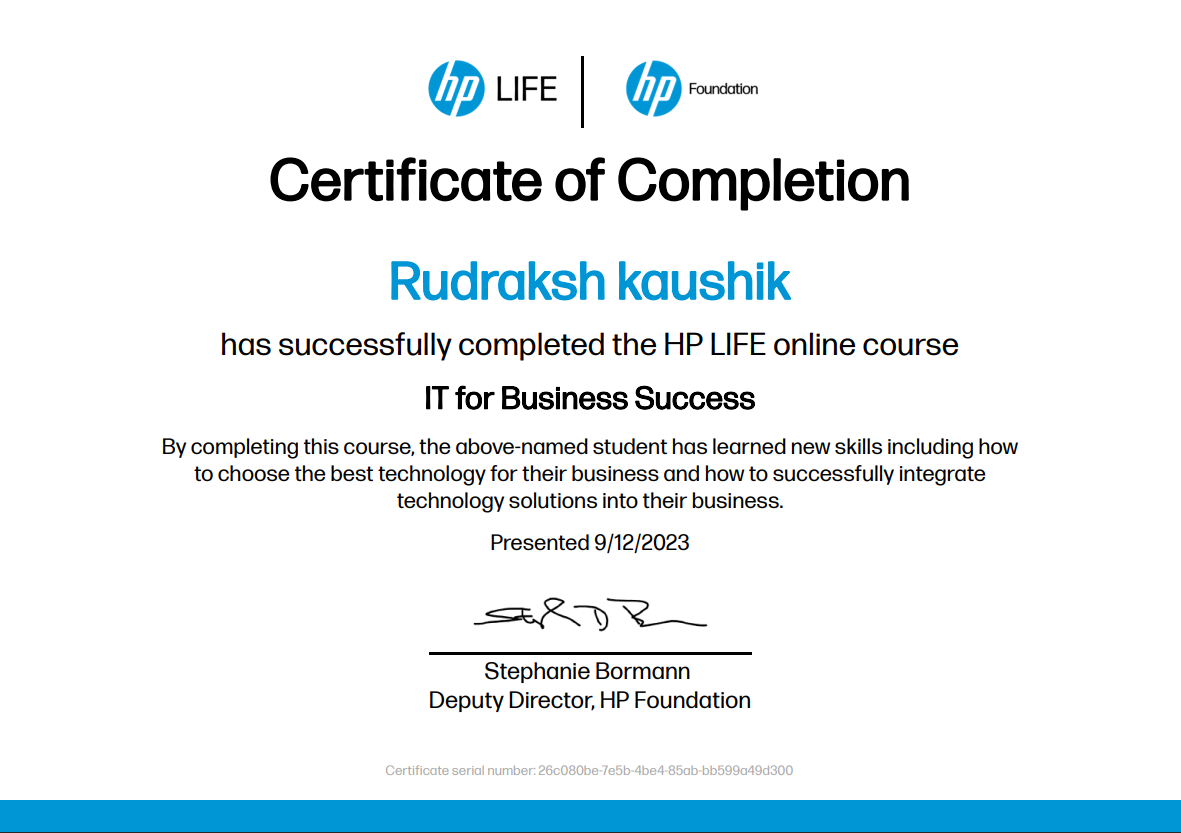 hp LIFE | hp Foundation
Certificate of Completion
Rudraksh kaushik
has successfully completed the HP LIFE online course
IT for Business Success
By completing this course, the above-named student has learned new skills including how
to choose the best technology for their business and how to successfully integrate
technology solutions into their business.
Presented 9/12/2023
Stephanie Bormann
Deputy Director, HP Foundation
Certificate serial number: 26c080be-7e5b-4be4-85ab-bb599a49d300